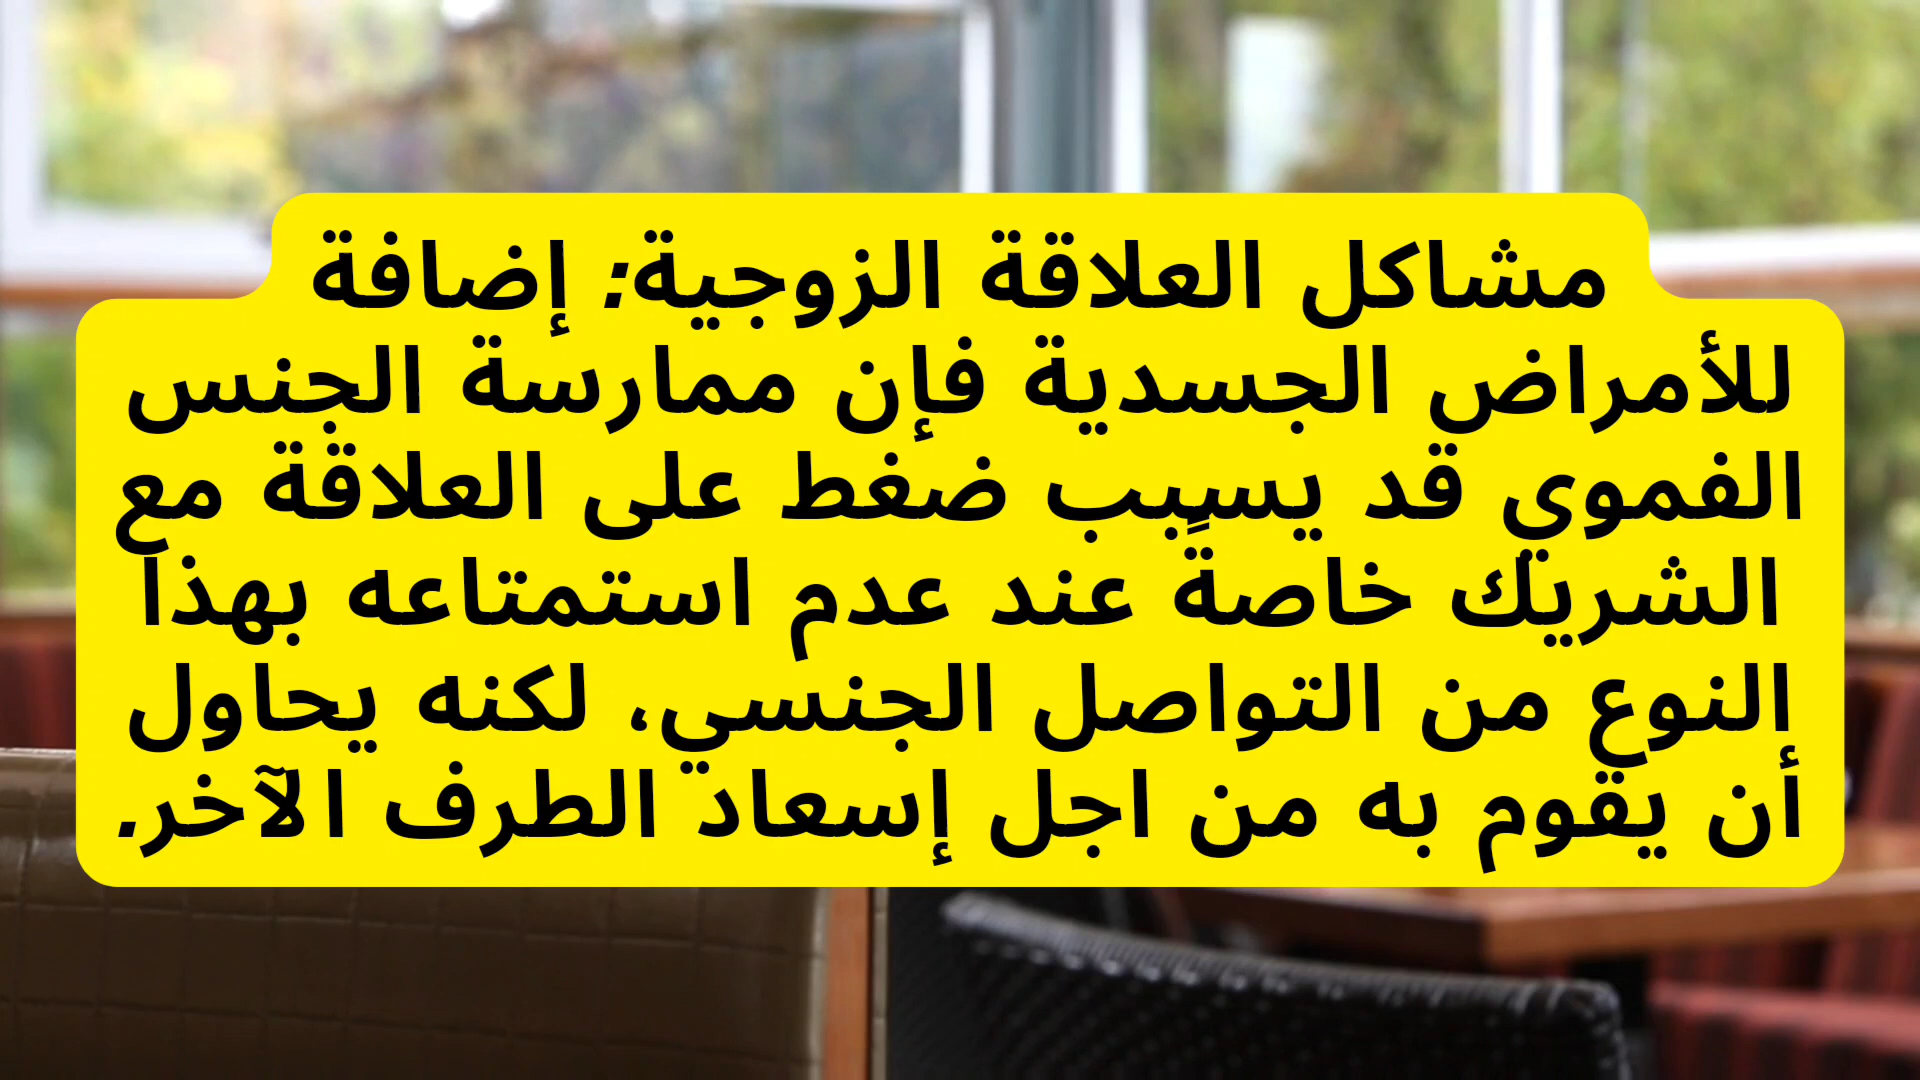 مشاكل العلاقة الزوجية: إضافة
للأمراض الجسدية فإن ممارسة الجنس
الفموي قد يسبب ضغط على العلاقة مع
الشريك خاصةً عند عدم استمتاعه بهذا
النوع من التواصل الجنسي، لكنه يحاول
أن يقوم به من اجل إسعاد الطرف الآخر.